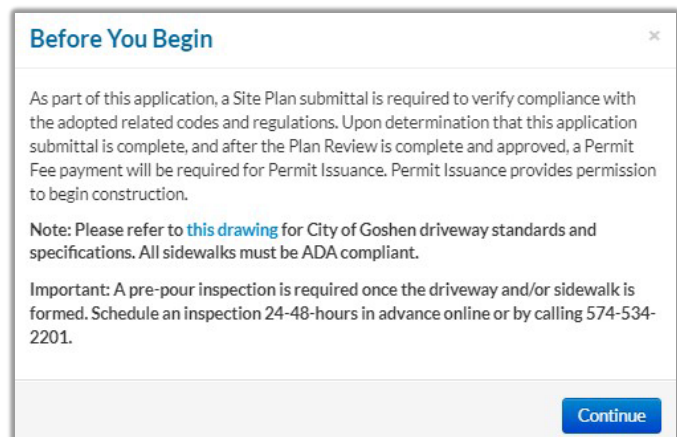 Before You Begin ×
As part of this application, a Site Plan submittal is required to verify compliance with
the adopted related codes and regulations. Upon determination that this application
submittal is complete, and after the Plan Review is complete and approved, a Permit
Fee payment will be required for Permit Issuance. Permit Issuance provides permission
to begin construction.
Note: Please refer to this drawing for City of Goshen driveway standards and
specifications. All sidewalks must be ADA compliant.
Important: A pre-pour inspection is required once the driveway and/or sidewalk is
formed. Schedule an inspection 24-48-hours in advance online or by calling 574-534-
2201.
Continue